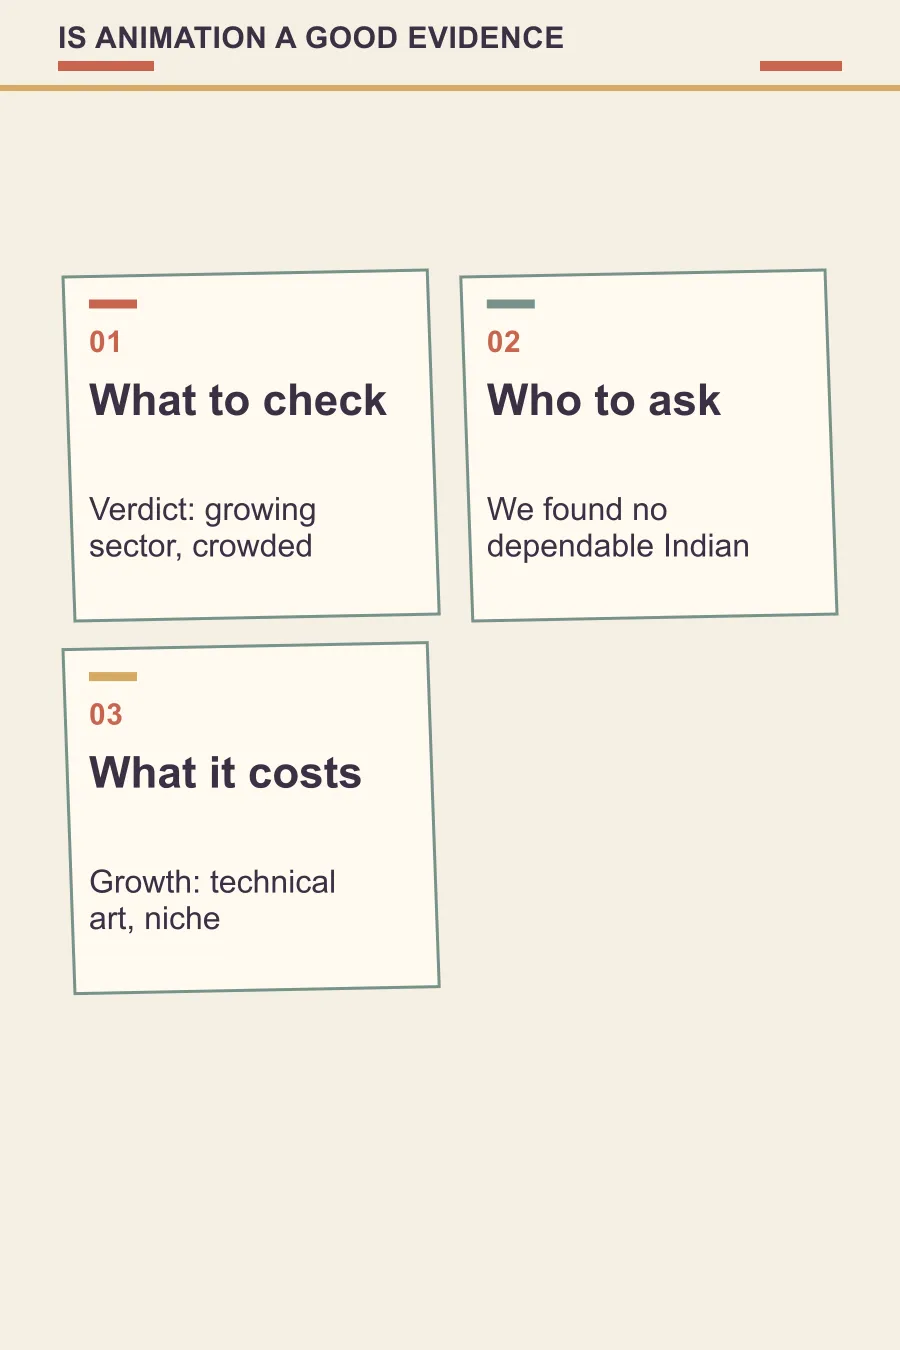 IS ANIMATION A GOOD EVIDENCE
01
What to check
Verdict: growing
sector, crowded
02
Who to ask
We found no
dependable Indian
03
What it costs
Growth: technical
art, niche